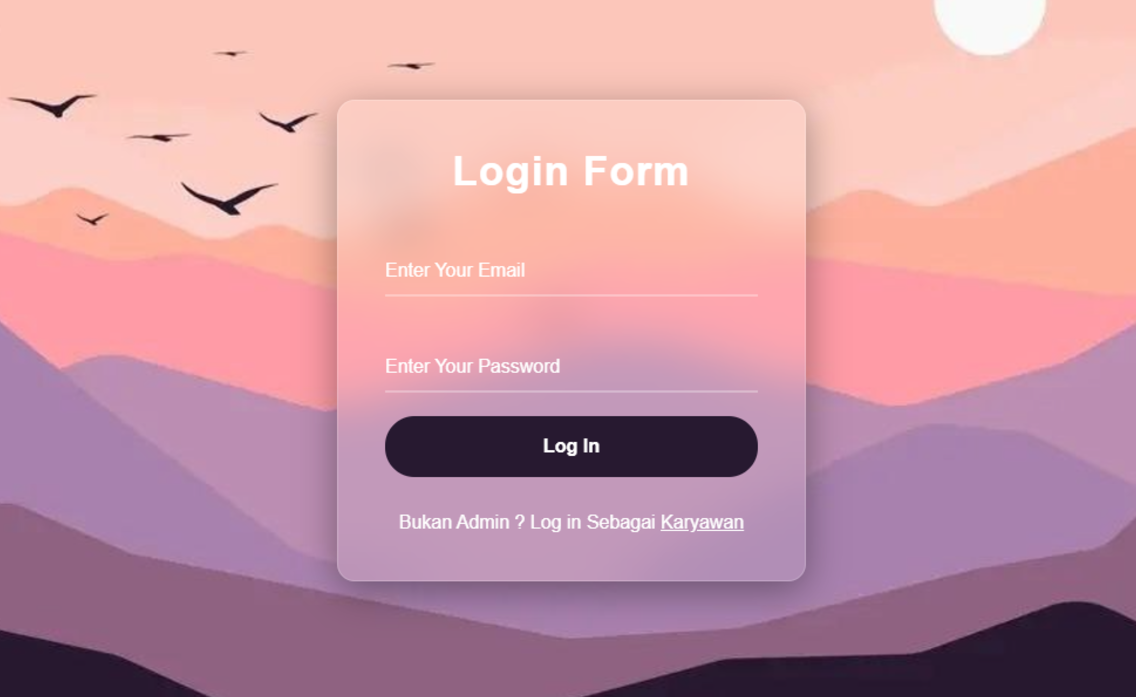 Login Form
Enter Your Email
Enter Your Password
Log In
Bukan Admin ? Log in Sebagai Karyawan